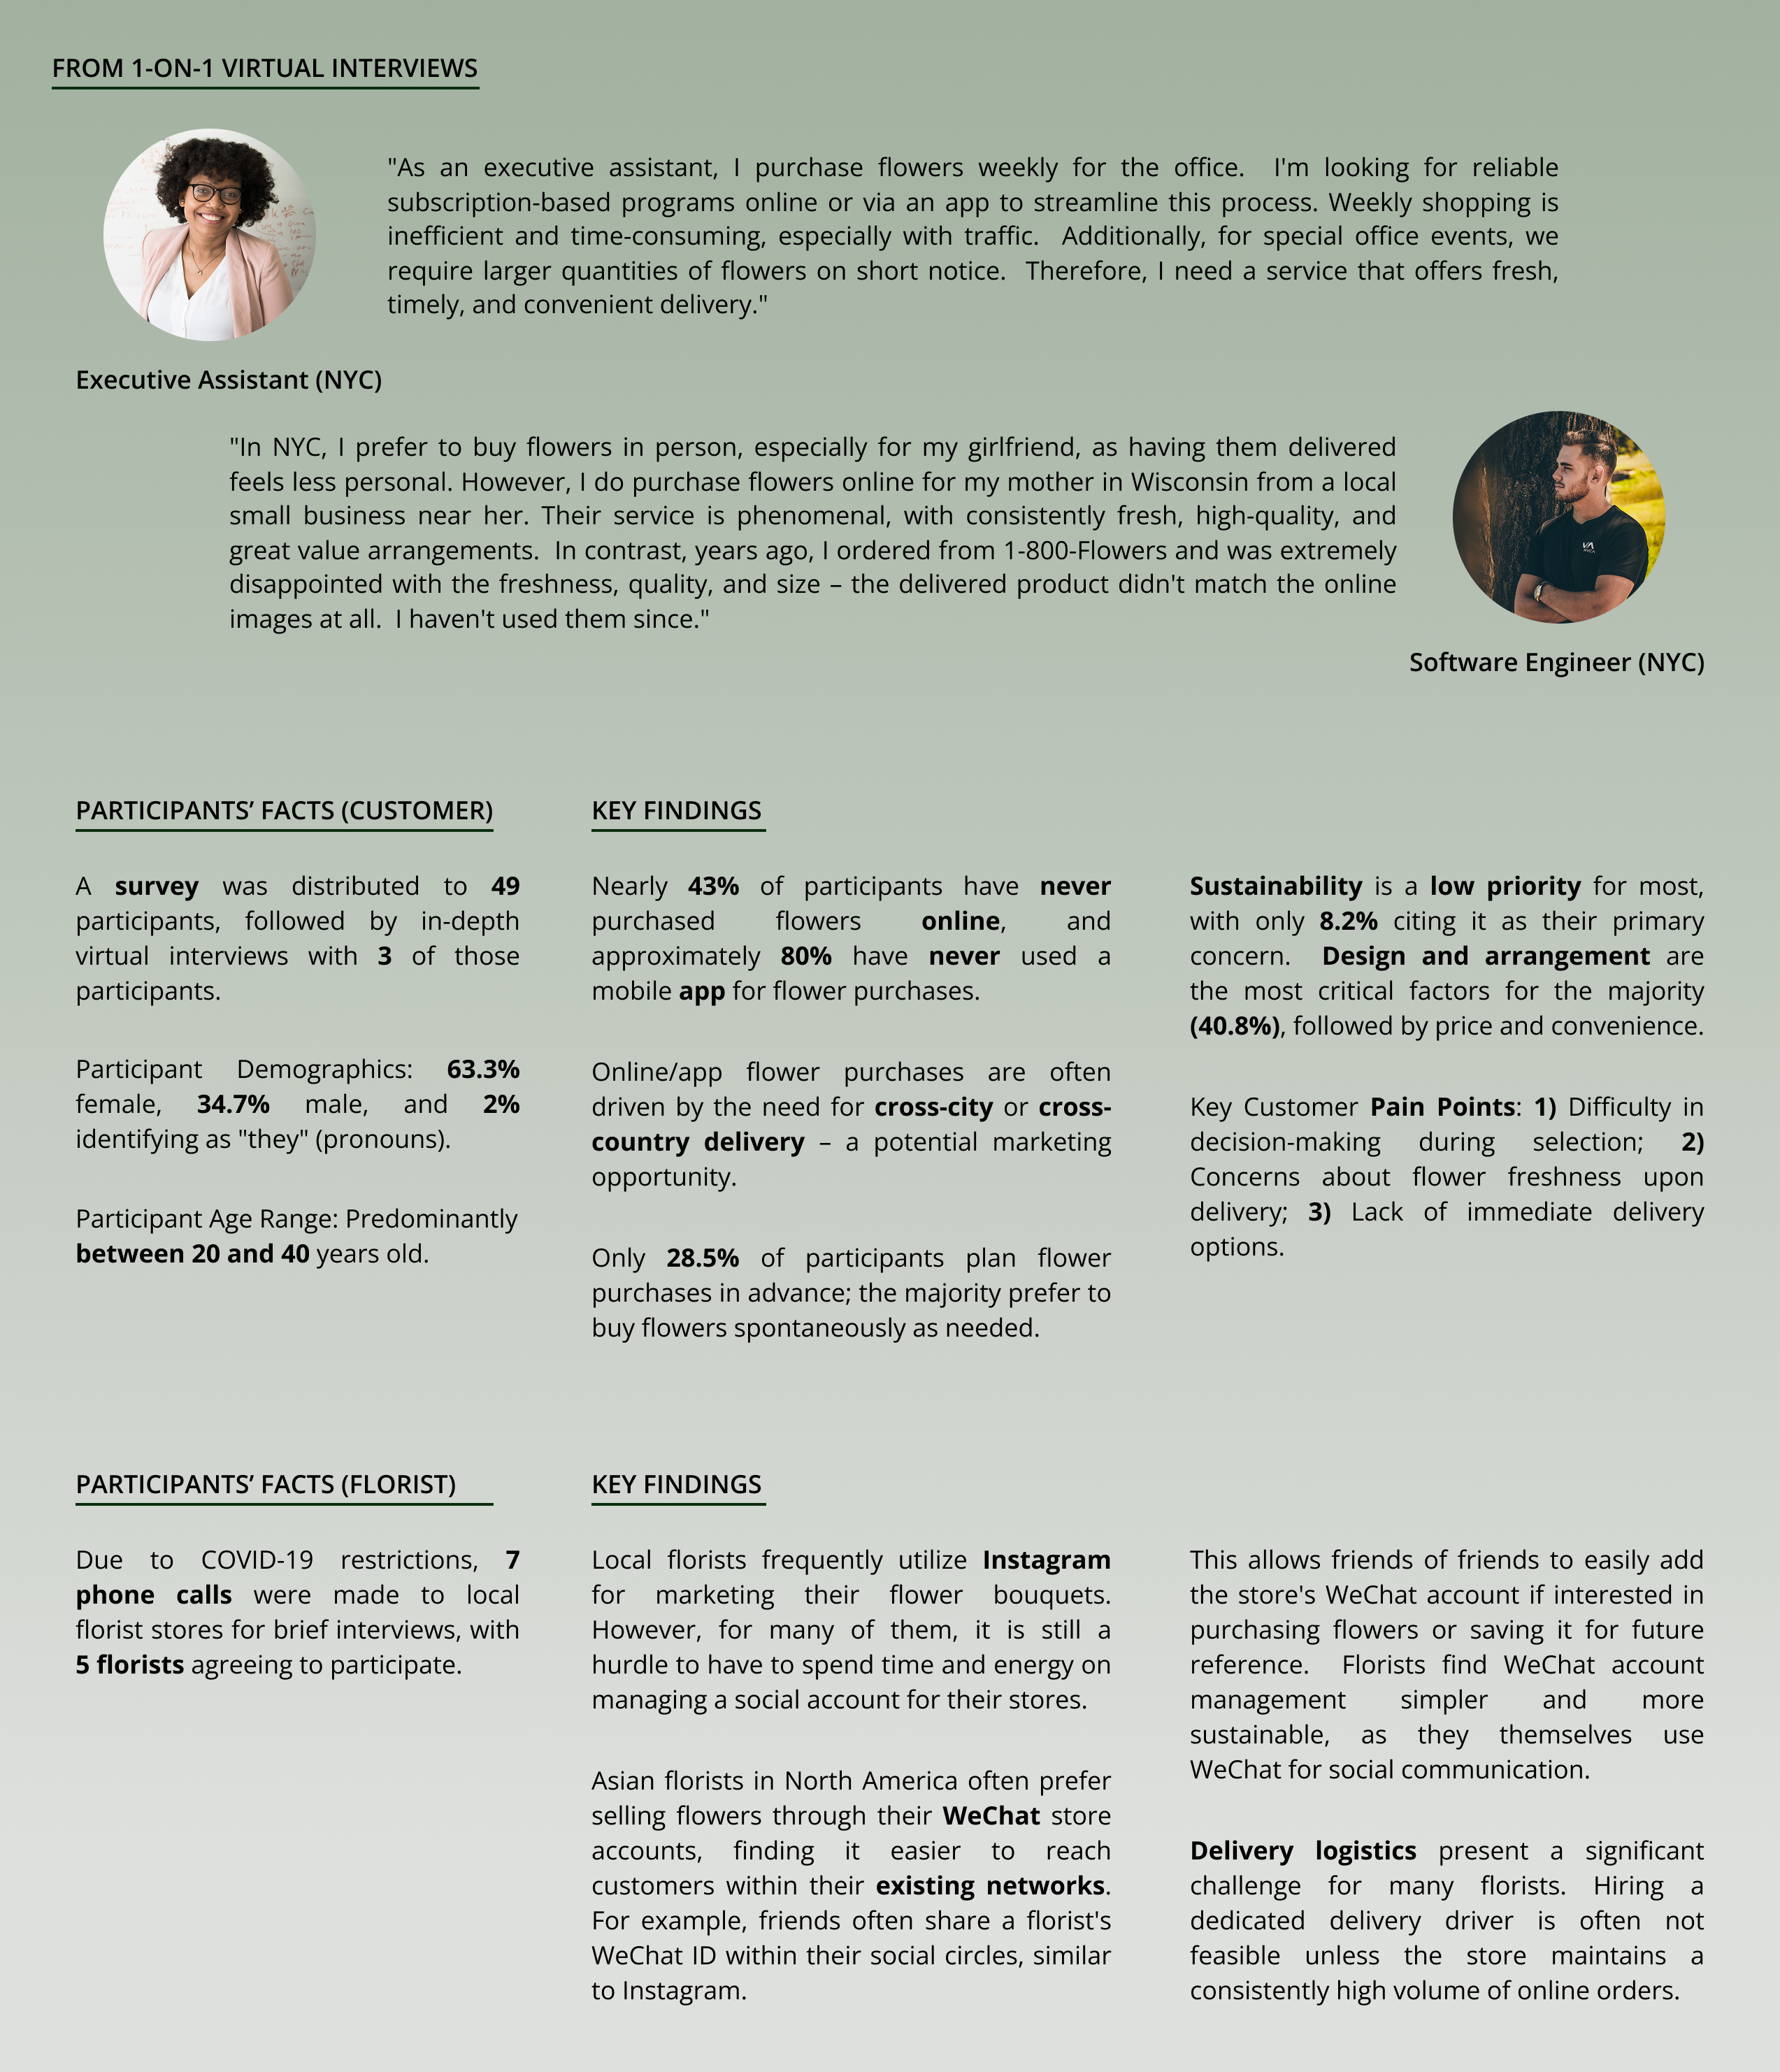 FROM 1-ON-1 VIRTUAL INTERVIEWS
"As an executive assistant, I purchase flowers weekly for the office.  I'm looking for reliable
subscription-based programs online or via an app to streamline this process. Weekly shopping is
inefficient and time-consuming, especially with traffic.  Additionally, for special office events, we
require larger quantities of flowers on short notice.  Therefore, I need a service that offers fresh,
timely, and convenient delivery."
Executive Assistant (NYC)
"In NYC, I prefer to buy flowers in person, especially for my girlfriend, as having them delivered
feels less personal. However, I do purchase flowers online for my mother in Wisconsin from a local
small business near her. Their service is phenomenal, with consistently fresh, high-quality, and
great value arrangements.  In contrast, years ago, I ordered from 1-800-Flowers and was extremely
disappointed with the freshness, quality, and size – the delivered product didn't match the online
images at all.  I haven't used them since."
Software Engineer (NYC)
PARTICIPANTS’ FACTS (CUSTOMER)
A survey was distributed to 49
participants, followed by in-depth
virtual interviews with 3 of those
participants.
Participant Demographics: 63.3%
female, 34.7% male, and 2%
identifying as "they" (pronouns).
Participant Age Range: Predominantly
between 20 and 40 years old.
KEY FINDINGS
Nearly 43% of participants have never
purchased flowers online, and
approximately 80% have never used a
mobile app for flower purchases.
Online/app flower purchases are often
driven by the need for cross-city or cross-
country delivery – a potential marketing
opportunity.
Only 28.5% of participants plan flower
purchases in advance; the majority prefer to
buy flowers spontaneously as needed.
Sustainability is a low priority for most,
with only 8.2% citing it as their primary
concern.  Design and arrangement are
the most critical factors for the majority
(40.8%), followed by price and convenience.
Key Customer Pain Points: 1) Difficulty in
decision-making during selection; 2)
Concerns about flower freshness upon
delivery; 3) Lack of immediate delivery
options.
PARTICIPANTS’ FACTS (FLORIST)
Due to COVID-19 restrictions, 7
phone calls were made to local
florist stores for brief interviews, with
5 florists agreeing to participate.
KEY FINDINGS
Local florists frequently utilize Instagram
for marketing their flower bouquets.
However, for many of them, it is still a
hurdle to have to spend time and energy on
managing a social account for their stores.
Asian florists in North America often prefer
selling flowers through their WeChat store
accounts, finding it easier to reach
customers within their existing networks.
For example, friends often share a florist's
WeChat ID within their social circles, similar
to Instagram.
This allows friends of friends to easily add
the store's WeChat account if interested in
purchasing flowers or saving it for future
reference.  Florists find WeChat account
management simpler and more
sustainable, as they themselves use
WeChat for social communication.
Delivery logistics present a significant
challenge for many florists. Hiring a
dedicated delivery driver is often not
feasible unless the store maintains a
consistently high volume of online orders.